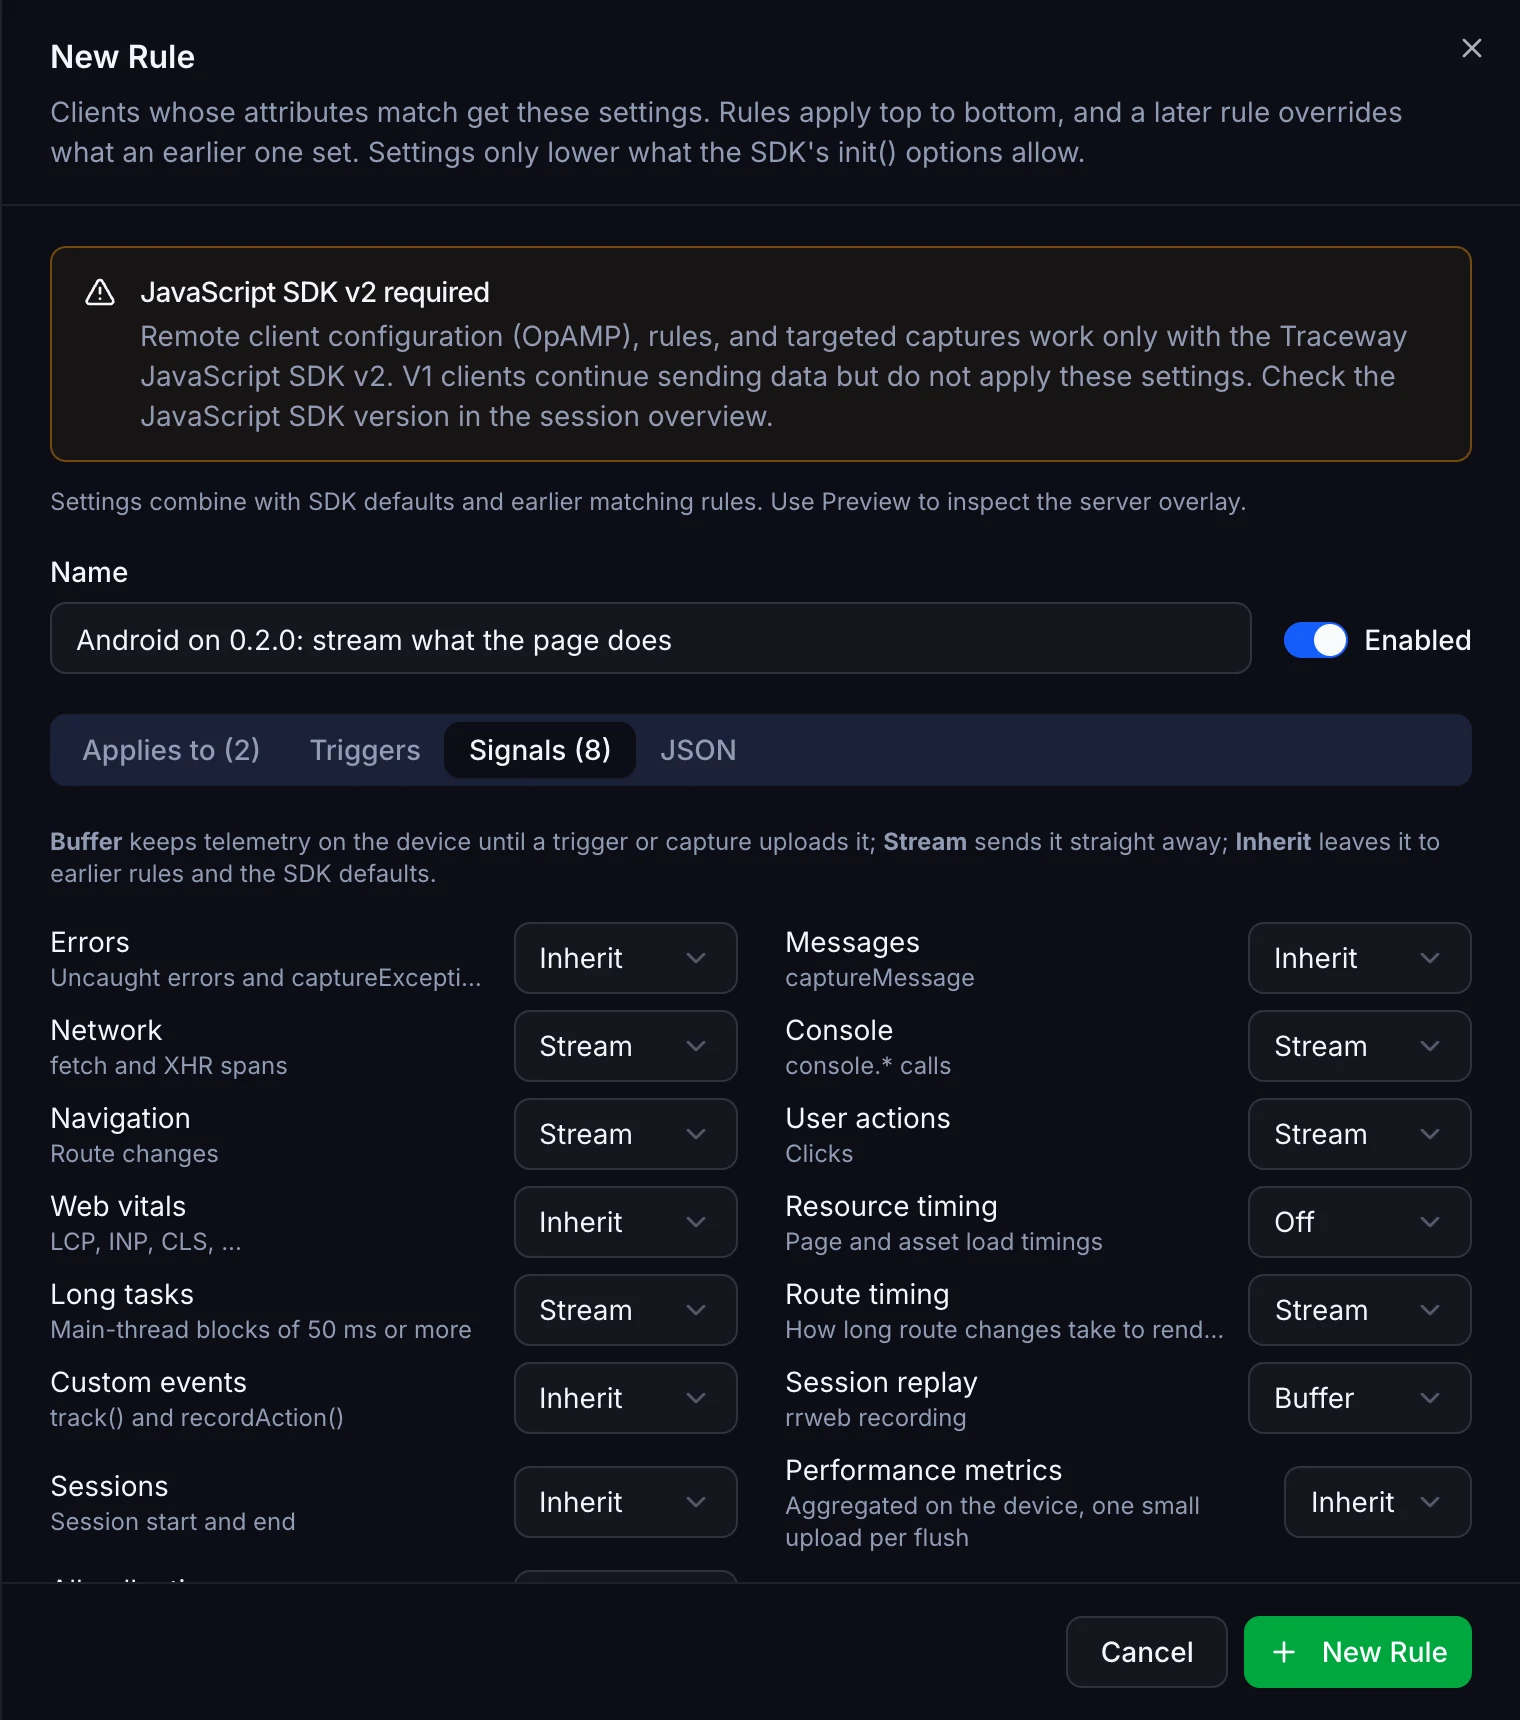 New Rule
Clients whose attributes match get these settings. Rules apply top to bottom, and a later rule overrides
what an earlier one set. Settings only lower what the SDK's init() options allow.
JavaScript SDK v2 required
Remote client configuration (OpAMP), rules, and targeted captures work only with the Traceway
JavaScript SDK v2. V1 clients continue sending data but do not apply these settings. Check the
JavaScript SDK version in the session overview.
Settings combine with SDK defaults and earlier matching rules. Use Preview to inspect the server overlay.
Name
Android on 0.2.0: stream what the page does
Enabled
Applies to (2)
Triggers
Signals (8)
JSON
Buffer keeps telemetry on the device until a trigger or capture uploads it; Stream sends it straight away; Inherit leaves it to
earlier rules and the SDK defaults.
Errors
Uncaught errors and captureExcepti...
Inherit
Messages
captureMessage
Inherit
Network
fetch and XHR spans
Stream
Console
console.* calls
Stream
Navigation
Route changes
Stream
User actions
Clicks
Stream
Web vitals
LCP, INP, CLS, ...
Inherit
Resource timing
Page and asset load timings
Off
Long tasks
Main-thread blocks of 50 ms or more
Stream
Route timing
How long route changes take to rend...
Stream
Custom events
track() and recordAction()
Inherit
Session replay
rrweb recording
Buffer
Sessions
Session start and end
Inherit
Performance metrics
Aggregated on the device, one small
upload per flush
Inherit
Cancel
New Rule